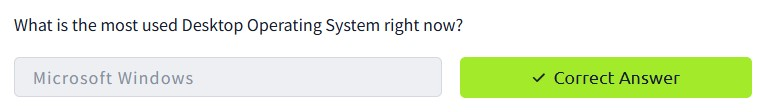 What is the most used Desktop Operating System right now?
Microsoft Windows
✓ Correct Answer